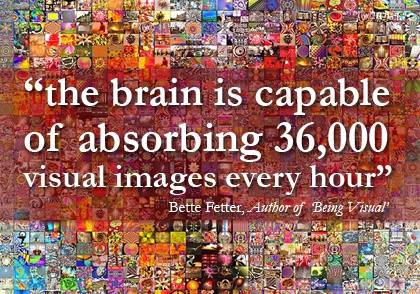 “the brain is capable
of absorbing 36,000
visual images every hour”
Bette Fetter, Author of ‘Being Visual’